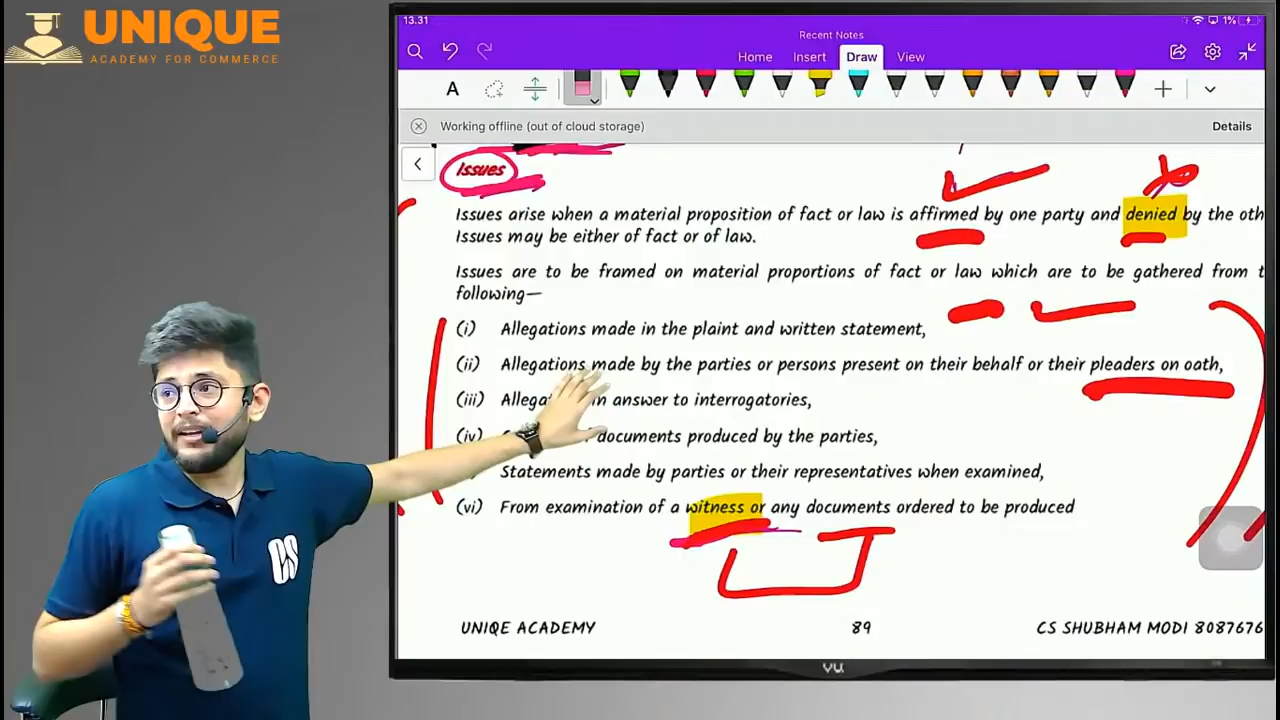 UNIQUE
ACADEMY FOR COMMERCE
13.31
1%
Recent Notes
Home Insert Draw View
A
Working offline (out of cloud storage)
Details
Issues
Issues arise when a material proposition of fact or law is affirmed by one party and denied by the oth
Issues may be either of fact or of law.
Issues are to be framed on material proportions of fact or law which are to be gathered from t
following—
(i) Allegations made in the plaint and written statement,
(ii) Allegations made by the parties or persons present on their behalf or their pleaders on oath,
(iii) Allegat in answer to interrogatories,
(iv) documents produced by the parties,
Statements made by parties or their representatives when examined,
(vi) From examination of a witness or any documents ordered to be produced
UNIQE ACADEMY 89 CS SHUBHAM MODI 8087676
VU
CS